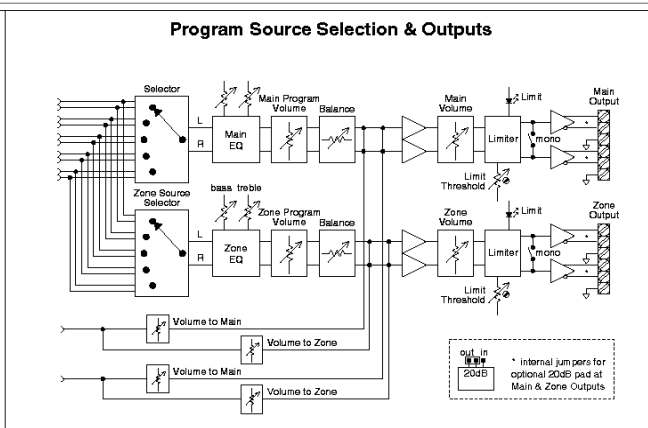 Program Source Selection & Outputs
Selector
L
R
Main
EQ
Main Program
Volume
Balance
Main
Volume
Limiter
Limit
Limit
Threshold
mono
Main
Output
*
*
Zone Source
Selector
L
R
bass treble
Zone
EQ
Zone Program
Volume
Balance
Zone
Volume
Limiter
Limit
Limit
Threshold
mono
Zone
Output
*
*
Volume to Main
Volume to Zone
Volume to Main
Volume to Zone
out in
20dB
* internal jumpers for
optional 20dB pad at
Main & Zone Outputs